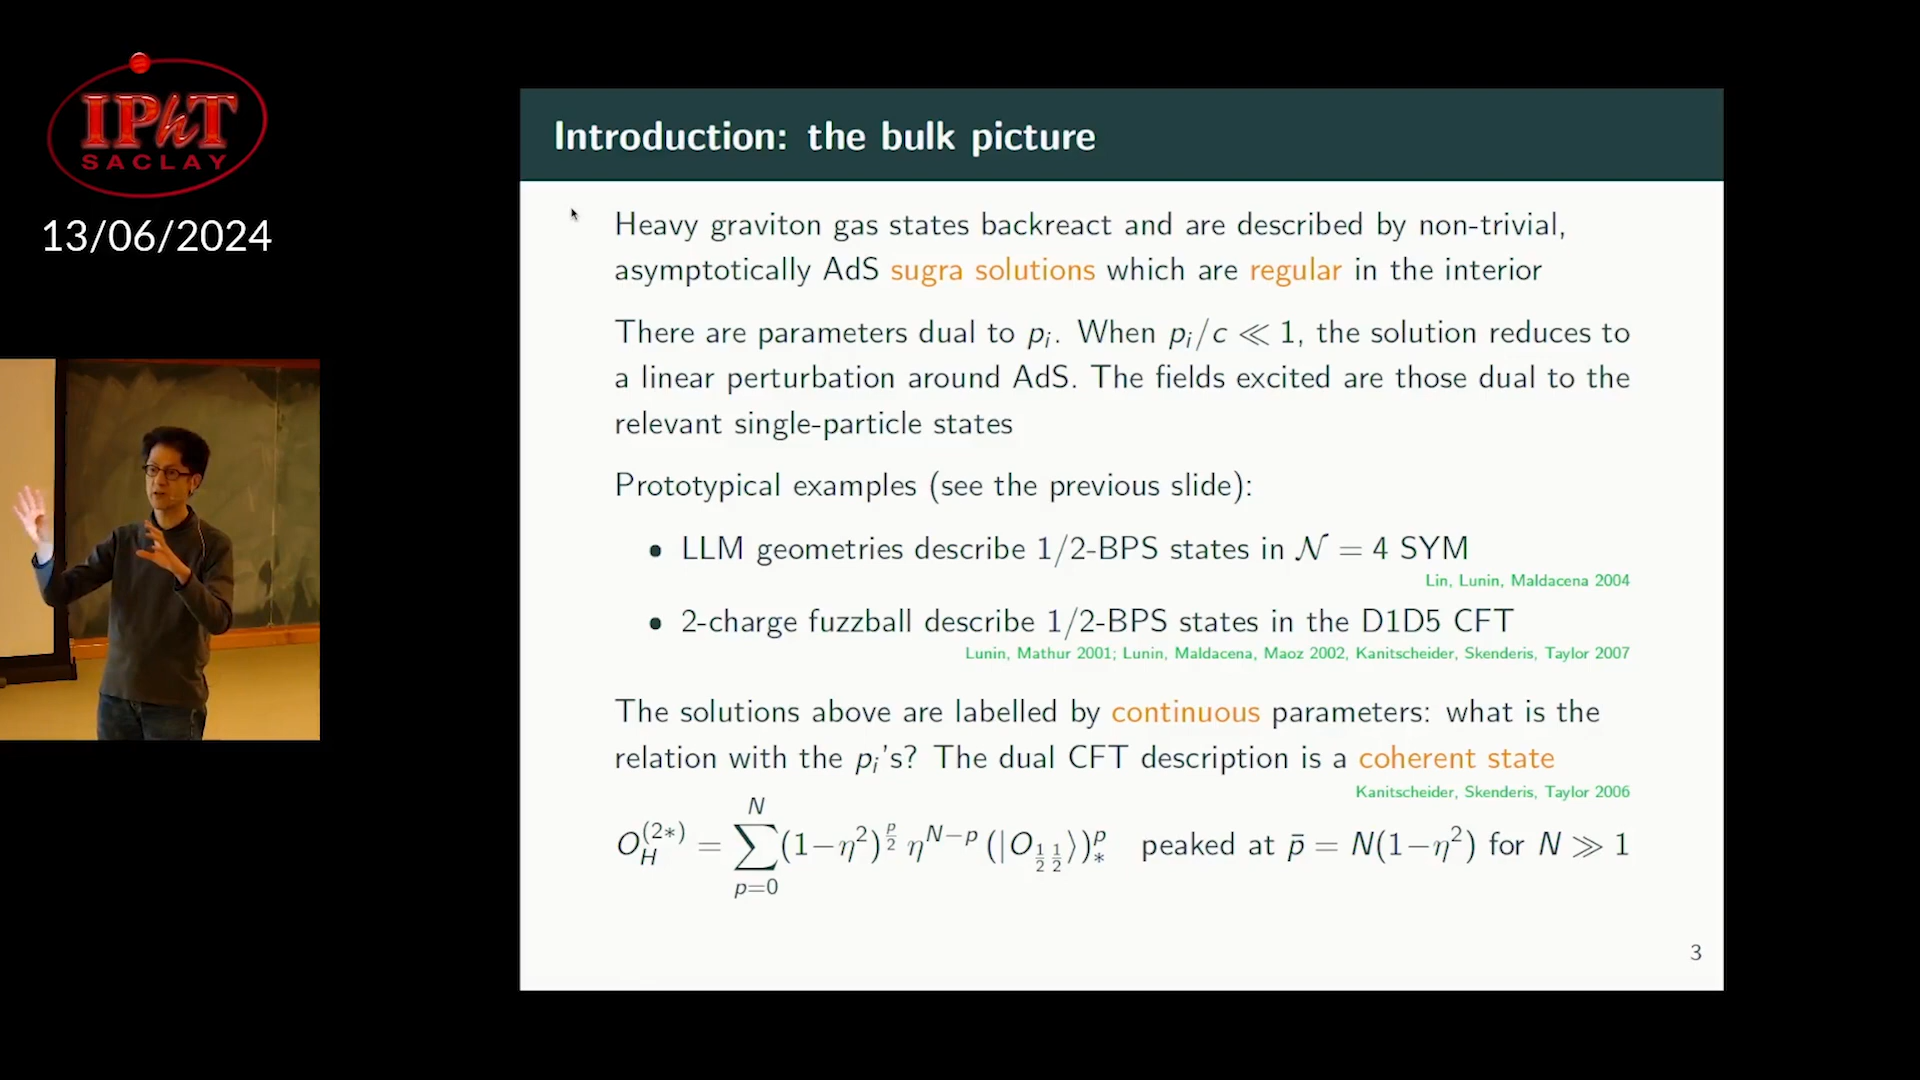 IPhT
SACLAY
13/06/2024
Introduction: the bulk picture
Heavy graviton gas states backreact and are described by non-trivial,
asymptotically AdS sugra solutions which are regular in the interior
There are parameters dual to pᵢ. When pᵢ/c ≪ 1, the solution reduces to
a linear perturbation around AdS. The fields excited are those dual to the
relevant single-particle states
Prototypical examples (see the previous slide):
• LLM geometries describe 1/2-BPS states in 𝒩 = 4 SYM
Lin, Lunin, Maldacena 2004
• 2-charge fuzzball describe 1/2-BPS states in the D1D5 CFT
Lunin, Mathur 2001; Lunin, Maldacena, Maoz 2002, Kanitscheider, Skenderis, Taylor 2007
The solutions above are labelled by continuous parameters: what is the
relation with the pᵢ's? The dual CFT description is a coherent state
Kanitscheider, Skenderis, Taylor 2006
O_H^{(2*)} = \sum_{p=0}^{N} (1−η²)^{\frac{p}{2}} η^{N−p} (|O_{\frac{1}{2}\frac{1}{2}}⟩)_*^p peaked at p̄ = N(1−η²) for N ≫ 1
3